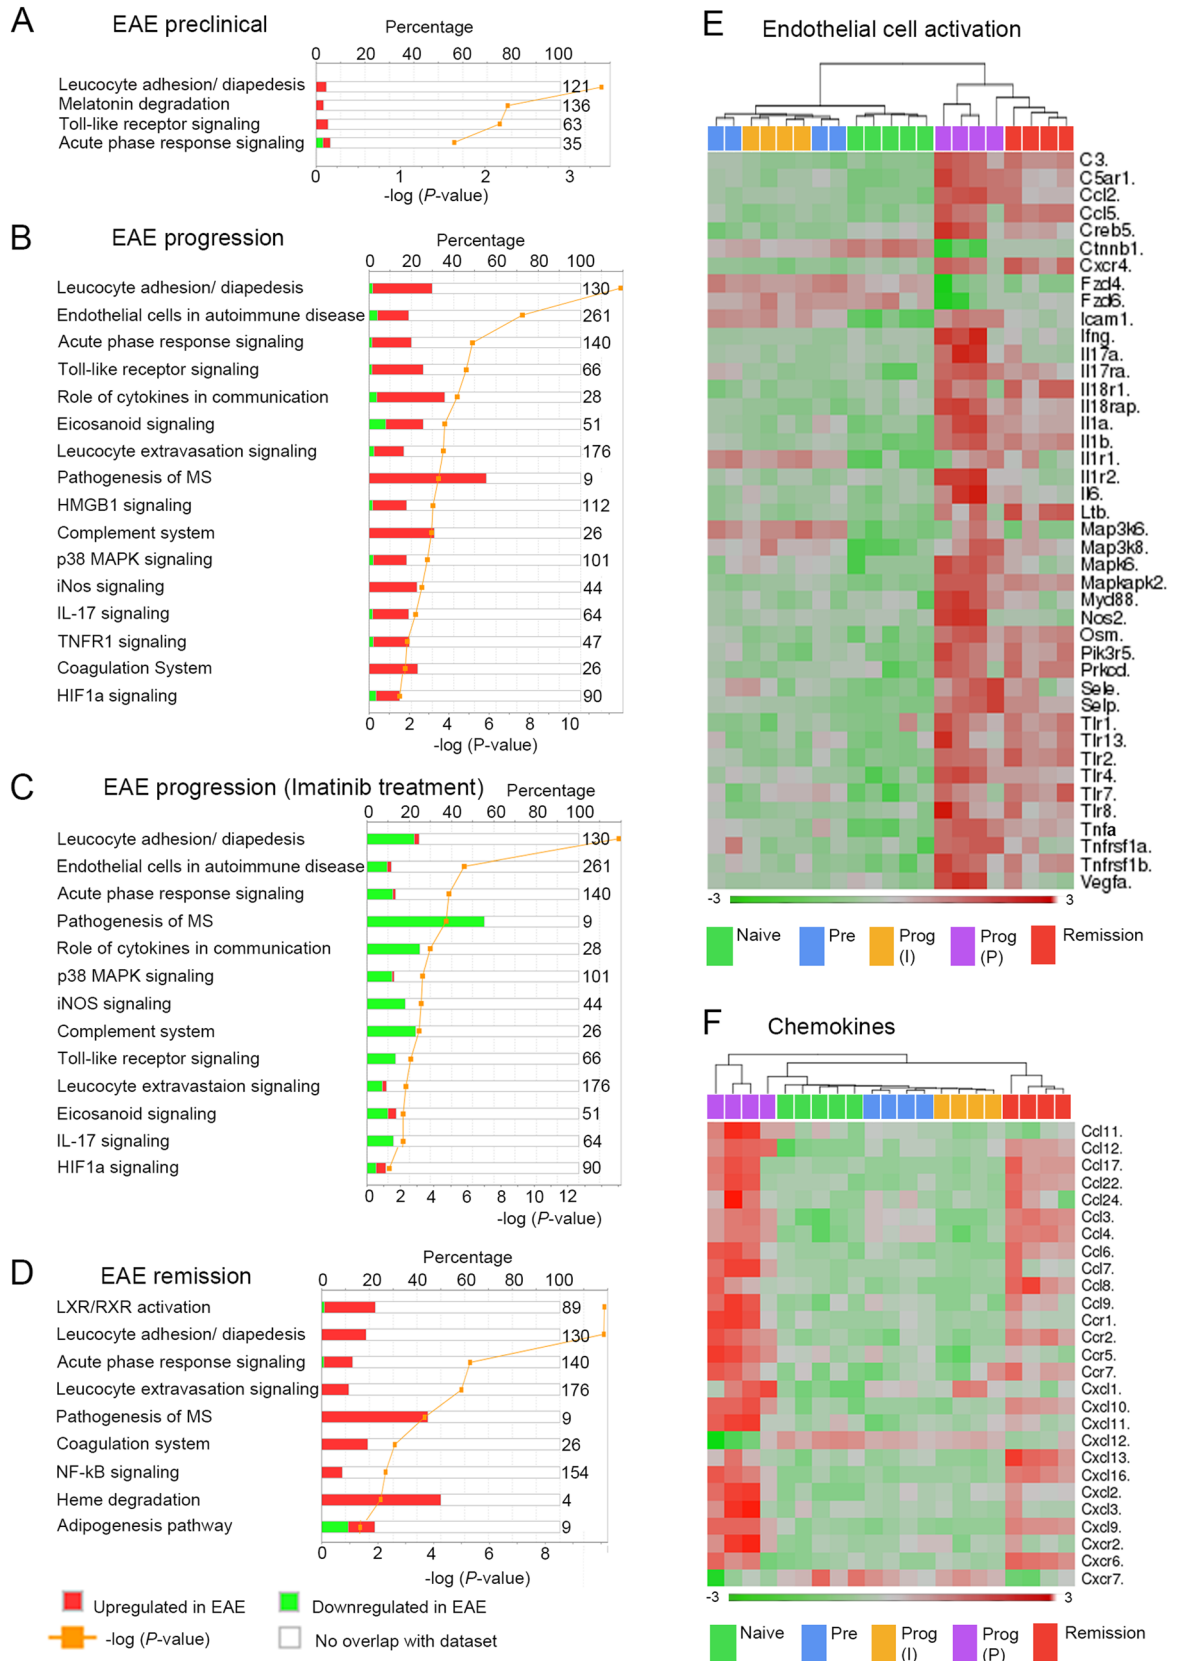 A
EAE preclinical
Percentage
0 20 40 60 80 100
Leucocyte adhesion/ diapedesis 121
Melatonin degradation 136
Toll-like receptor signaling 63
Acute phase response signaling 35
0 1 2 3
-log (P-value)
B
EAE progression
Percentage
0 20 40 60 80 100
Leucocyte adhesion/ diapedesis 130
Endothelial cells in autoimmune disease 261
Acute phase response signaling 140
Toll-like receptor signaling 66
Role of cytokines in communication 28
Eicosanoid signaling 51
Leucocyte extravasation signaling 176
Pathogenesis of MS 9
HMGB1 signaling 112
Complement system 26
p38 MAPK signaling 101
iNos signaling 44
IL-17 signaling 64
TNFR1 signaling 47
Coagulation System 26
HIF1a signaling 90
0 2 4 6 8 10
-log (P-value)
C
EAE progression (Imatinib treatment)
Percentage
0 20 40 60 80 100
Leucocyte adhesion/ diapedesis 130
Endothelial cells in autoimmune disease 261
Acute phase response signaling 140
Pathogenesis of MS 9
Role of cytokines in communication 28
p38 MAPK signaling 101
iNOS signaling 44
Complement system 26
Toll-like receptor signaling 66
Leucocyte extravastaion signaling 176
Eicosanoid signaling 51
IL-17 signaling 64
HIF1a signaling 90
0 2 4 6 8 10 12
-log (P-value)
D
EAE remission
Percentage
0 20 40 60 80 100
LXR/RXR activation 89
Leucocyte adhesion/ diapedesis 130
Acute phase response signaling 140
Leucocyte extravasation signaling 176
Pathogenesis of MS 9
Coagulation system 26
NF-kB signaling 154
Heme degradation 4
Adipogenesis pathway 9
0 2 4 6 8
-log (P-value)
Upregulated in EAE
Downregulated in EAE
-log (P-value)
No overlap with dataset
E
Endothelial cell activation
C3.
C5ar1.
Ccl2.
Ccl5.
Creb5.
Ctnnb1.
Cxcr4.
Fzd4.
Fzd6.
Icam1.
Ifng.
Il17a.
Il17ra.
Il18r1.
Il18rap.
Il1a.
Il1b.
Il1r1.
Il1r2.
Il6.
Ltb.
Map3k6.
Map3k8.
Mapk6.
Mapkapk2.
Myd88.
Nos2.
Osm.
Pik3r5.
Prkcd.
Sele.
Selp.
Tlr1.
Tlr13.
Tlr2.
Tlr4.
Tlr7.
Tlr8.
Tnfa
Tnfrsf1a.
Tnfrsf1b.
Vegfa.
-3 3
Naive Pre Prog (I) Prog (P) Remission
F
Chemokines
Ccl11.
Ccl12.
Ccl17.
Ccl22.
Ccl24.
Ccl3.
Ccl4.
Ccl6.
Ccl7.
Ccl8.
Ccl9.
Ccr1.
Ccr2.
Ccr5.
Ccr7.
Cxcl1.
Cxcl10.
Cxcl11.
Cxcl12.
Cxcl13.
Cxcl16.
Cxcl2.
Cxcl3.
Cxcl9.
Cxcr2.
Cxcr6.
Cxcr7.
-3 3
Naive Pre Prog (I) Prog (P) Remission